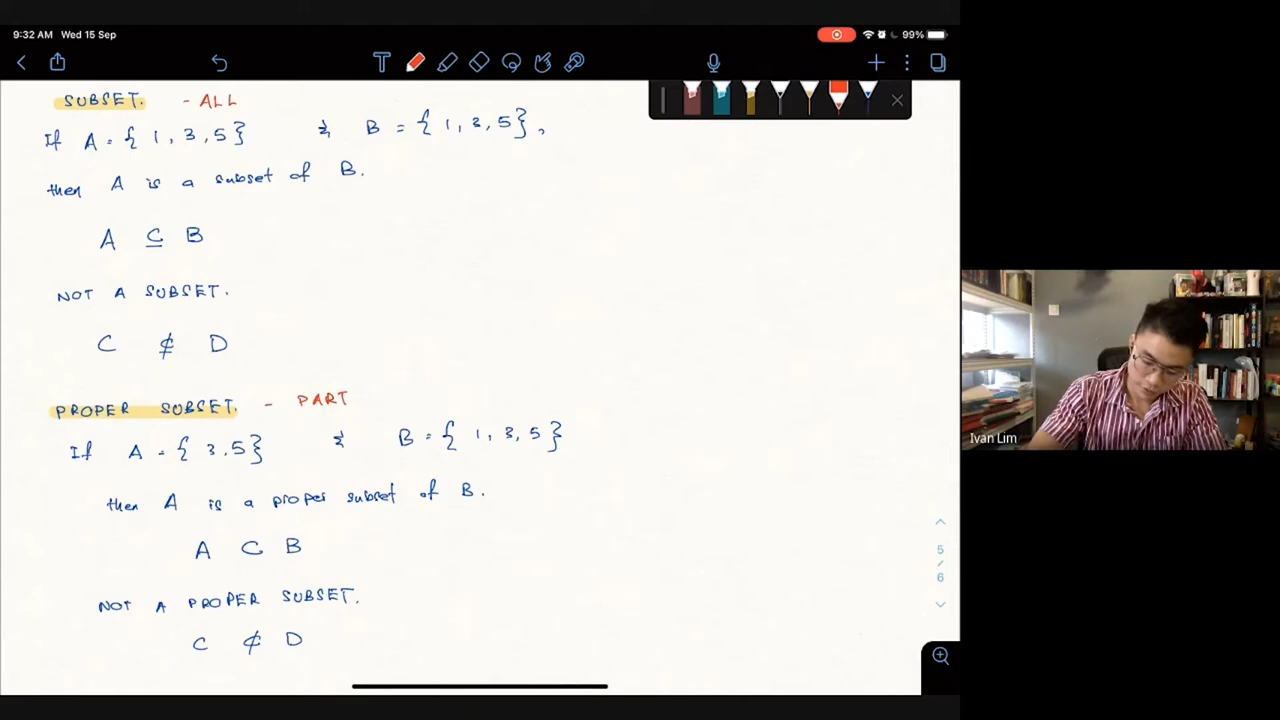 9:32 AM Wed 15 Sep
99%
SUBSET. - ALL
If A = { 1, 3, 5 } & B = { 1, 3, 5 },
then A is a subset of B.
A ⊆ B
NOT A SUBSET.
C ⊈ D
PROPER SUBSET. - PART
If A = { 3, 5 } & B = { 1, 3, 5 }
then A is a proper subset of B.
A ⊂ B
NOT A PROPER SUBSET.
C ⊄ D
5
/
6
Ivan Lim